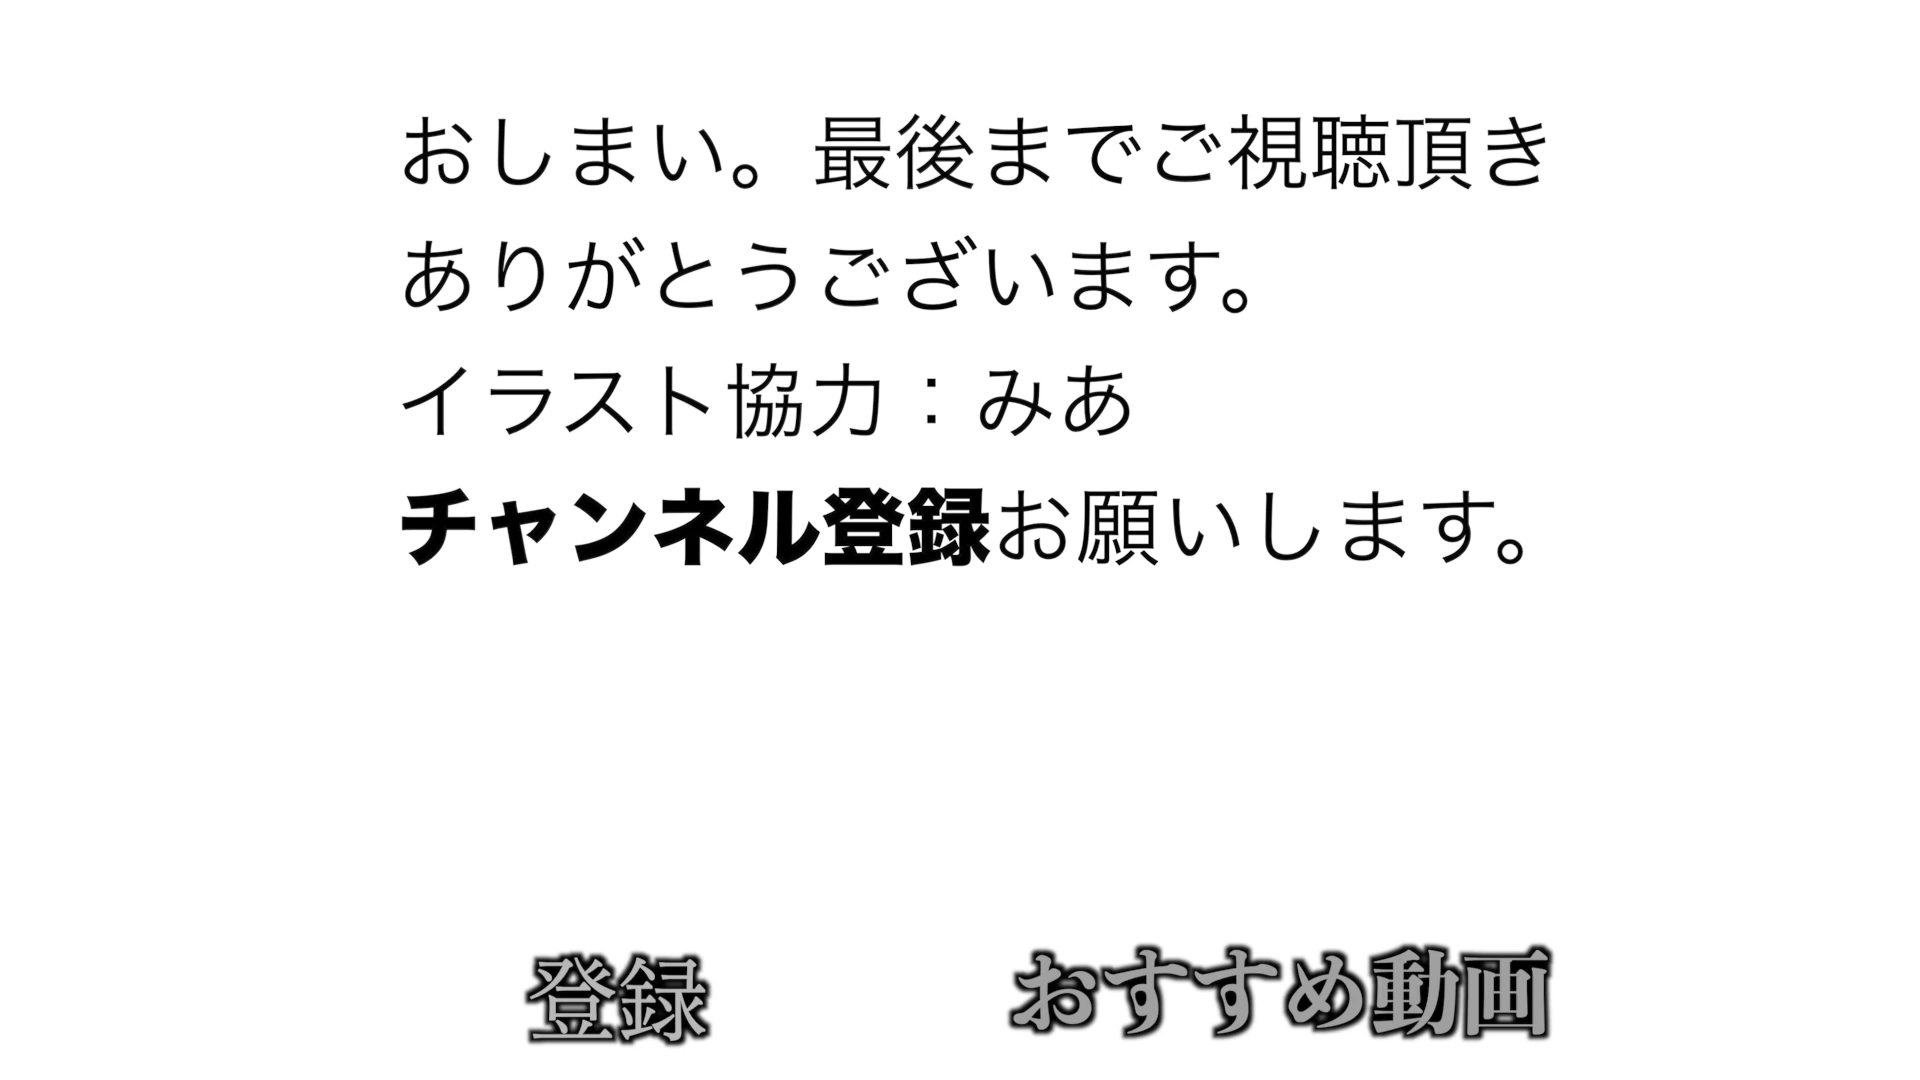 おしまい。最後までご視聴頂き
ありがとうございます。
イラスト協力：みあ
チャンネル登録お願いします。
登録
おすすめ動画